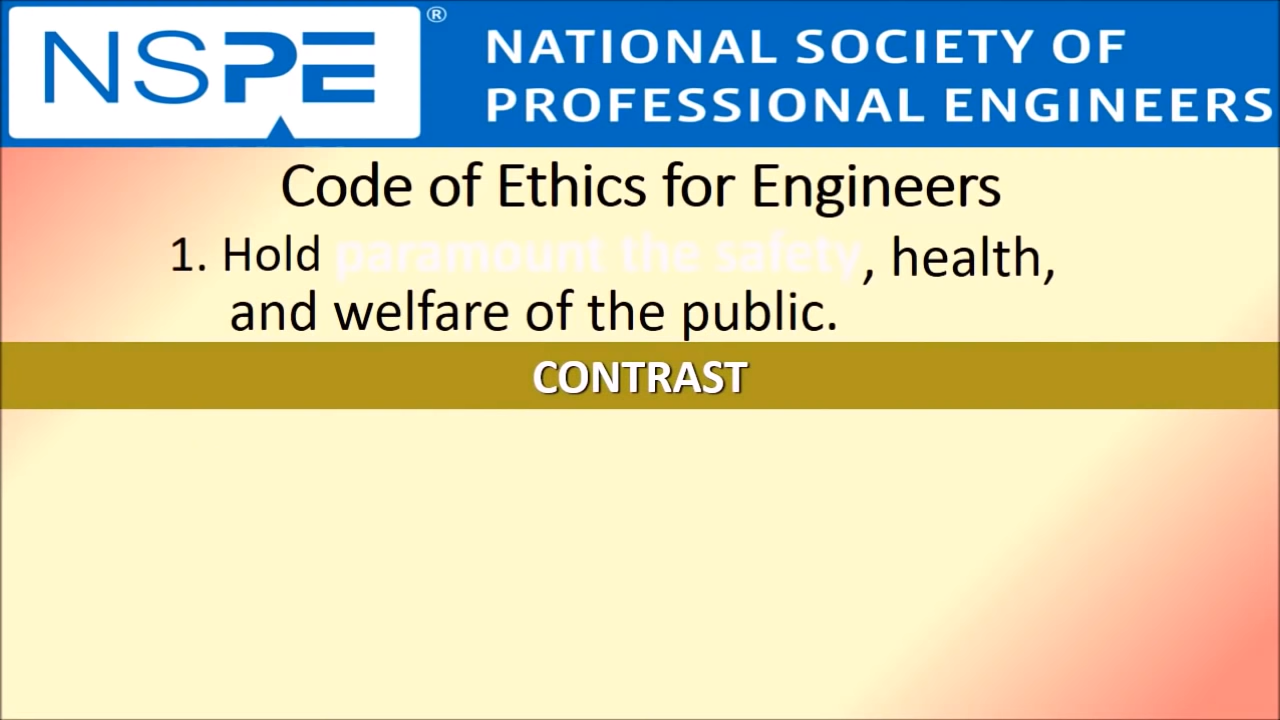 NSPE®
NATIONAL SOCIETY OF
PROFESSIONAL ENGINEERS
Code of Ethics for Engineers
1. Hold paramount the safety, health,
and welfare of the public.
CONTRAST